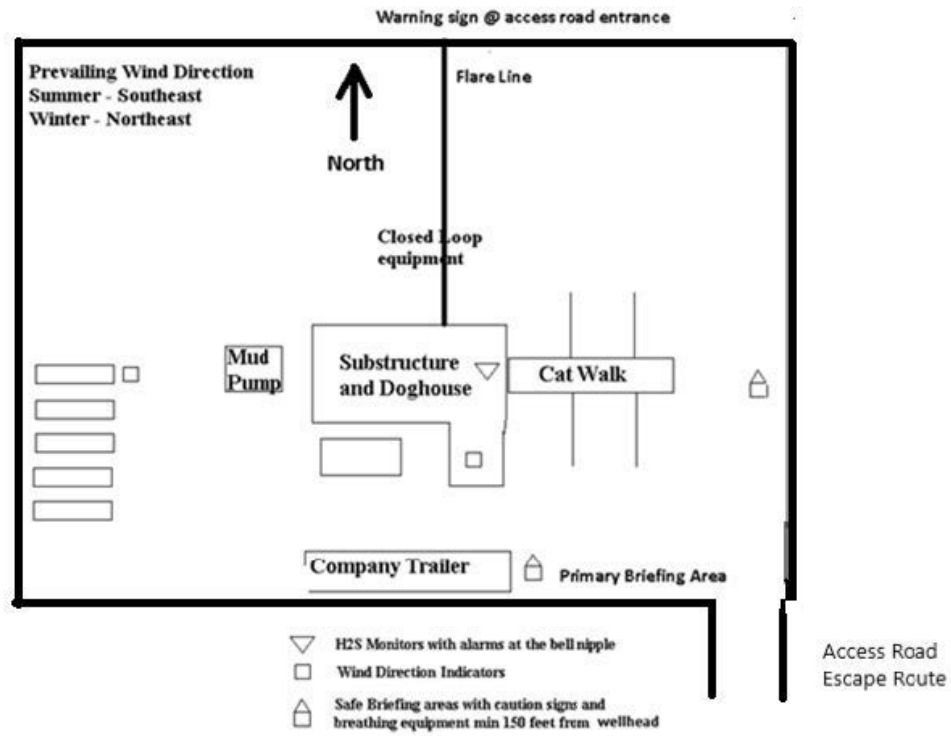 Warning sign @ access road entrance
Prevailing Wind Direction
Summer - Southeast
Winter - Northeast
Flare Line
North
Closed Loop
equipment
Mud
Pump
Substructure
and Doghouse
Cat Walk
Company Trailer
Primary Briefing Area
H2S Monitors with alarms at the bell nipple
Wind Direction Indicators
Safe Briefing areas with caution signs and
breathing equipment min 150 feet from wellhead
Access Road
Escape Route